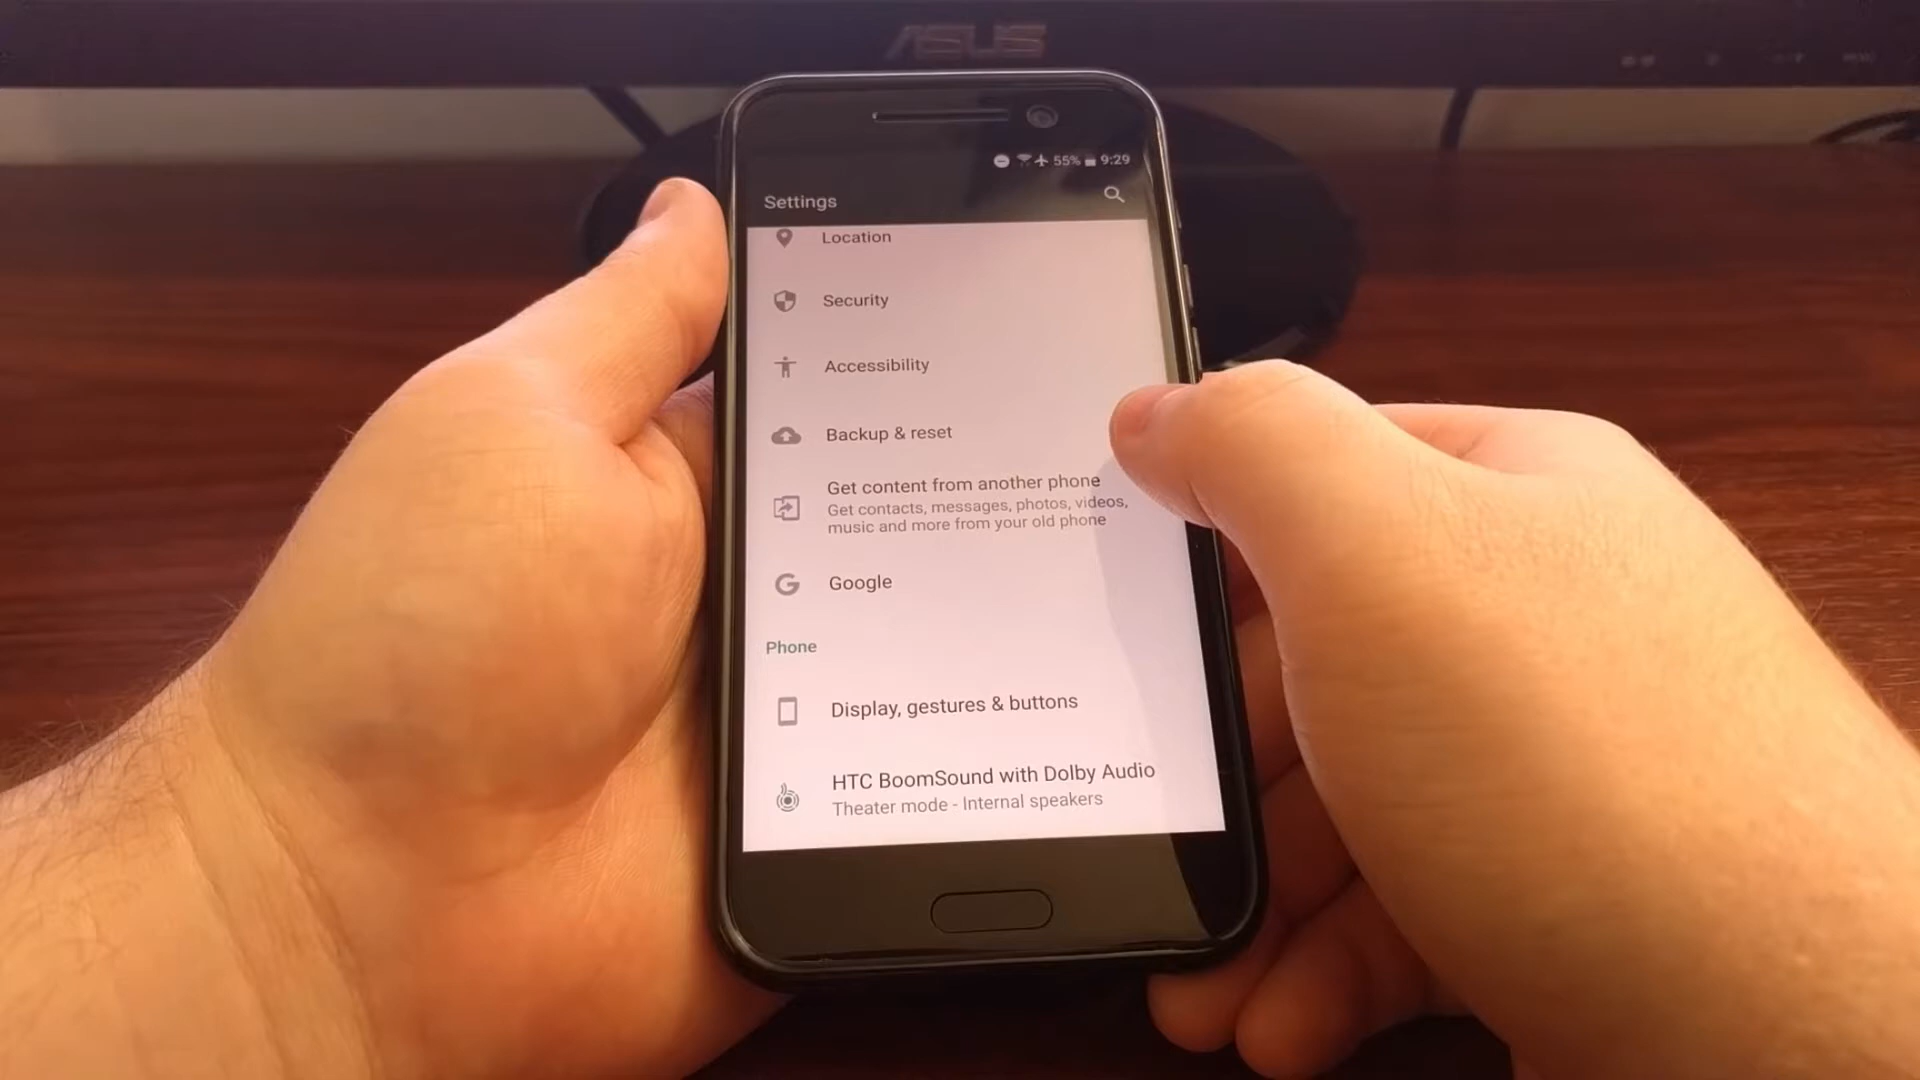 ASUS
55% 9:29
Settings
Location
Security
Accessibility
Backup & reset
Get content from another phone
Get contacts, messages, photos, videos,
music and more from your old phone
Google
Phone
Display, gestures & buttons
HTC BoomSound with Dolby Audio
Theater mode - Internal speakers